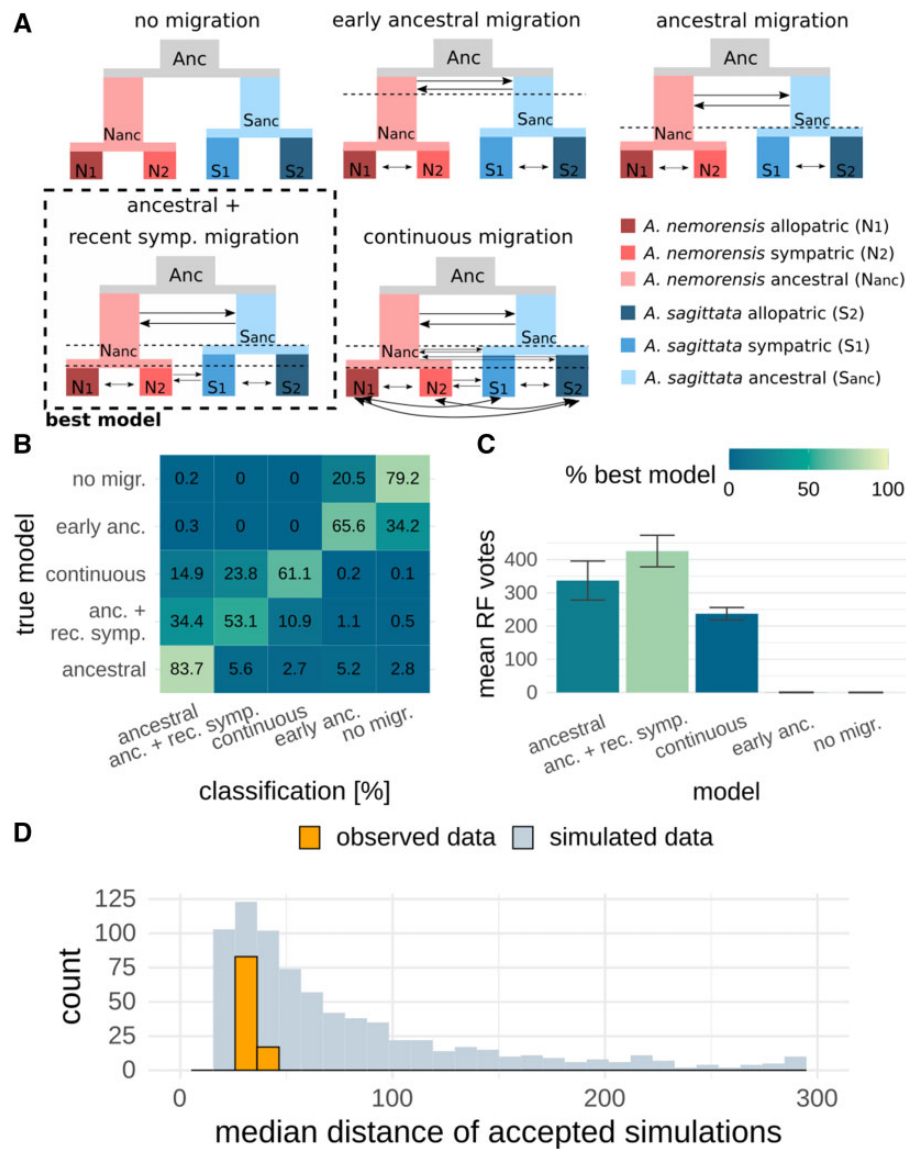 A
no migration
early ancestral migration
ancestral migration
Anc
Anc
Anc
Nanc
Sanc
Nanc
Sanc
Nanc
Sanc
N1
N2
S1
S2
N1
N2
S1
S2
N1
N2
S1
S2
ancestral +
recent symp. migration
continuous migration
Anc
Anc
Nanc
Sanc
Nanc
Sanc
N1
N2
S1
S2
N1
N2
S1
S2
best model
A. nemorensis allopatric (N1)
A. nemorensis sympatric (N2)
A. nemorensis ancestral (Nanc)
A. sagittata allopatric (S2)
A. sagittata sympatric (S1)
A. sagittata ancestral (Sanc)
B
true model
no migr. 0.2 0 0 20.5 79.2
early anc. 0.3 0 0 65.6 34.2
continuous 14.9 23.8 61.1 0.2 0.1
anc. +
rec. symp. 34.4 53.1 10.9 1.1 0.5
ancestral 83.7 5.6 2.7 5.2 2.8
ancestral
anc. + rec. symp.
continuous
early anc.
no migr.
classification [%]
C
% best model
0 50 100
mean RF votes
400
300
200
100
0
ancestral
anc. + rec. symp.
continuous
early anc.
no migr.
model
D
observed data
simulated data
count
125
100
75
50
25
0
0 100 200 300
median distance of accepted simulations